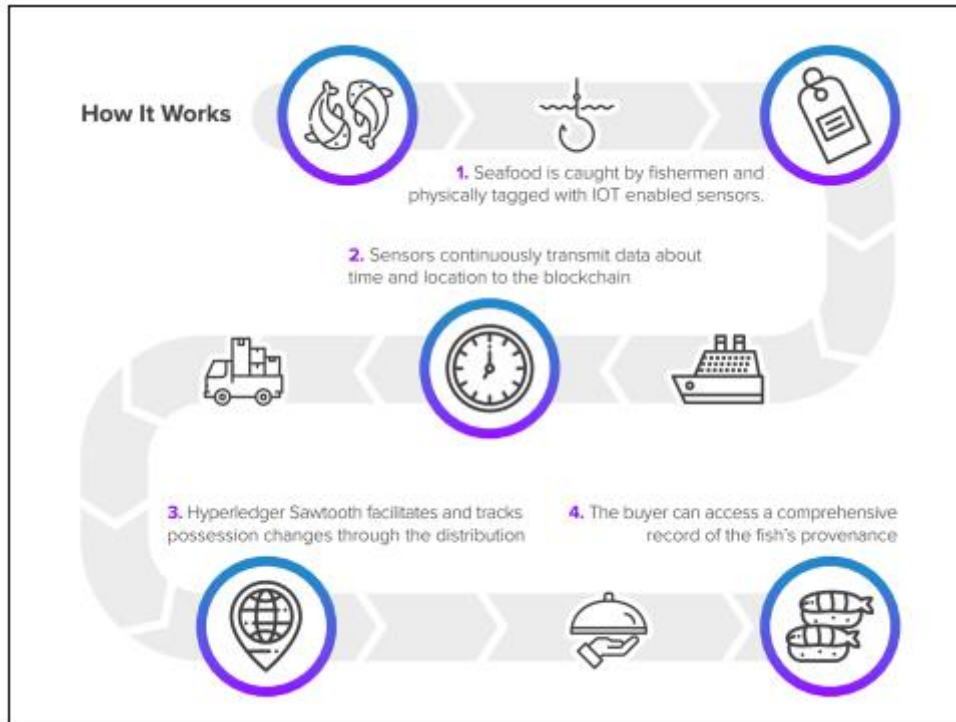 How It Works
1. Seafood is caught by fishermen and
physically tagged with IOT enabled sensors.
2. Sensors continuously transmit data about
time and location to the blockchain
3. Hyperledger Sawtooth facilitates and tracks
possession changes through the distribution
4. The buyer can access a comprehensive
record of the fish's provenance